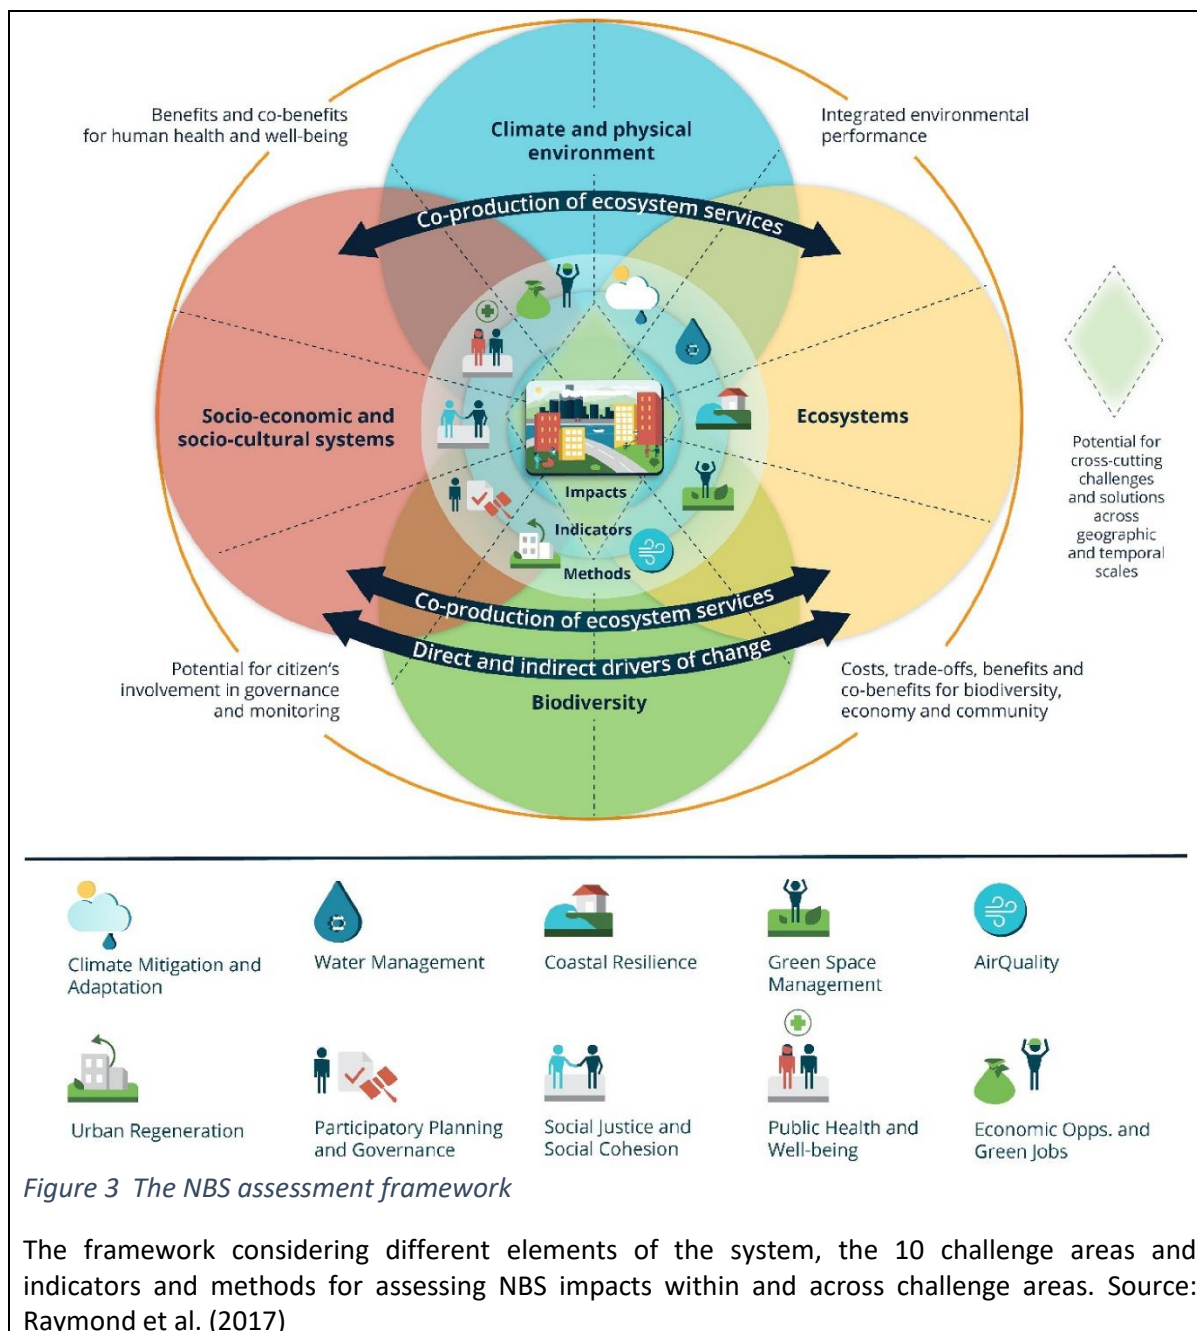 Benefits and co-benefits
for human health and well-being
Integrated environmental
performance
Climate and physical
environment
Co-production of ecosystem services
Socio-economic and
socio-cultural systems
Ecosystems
Impacts
Indicators
Methods
Potential for
cross-cutting
challenges
and solutions
across
geographic
and temporal
scales
Co-production of ecosystem services
Direct and indirect drivers of change
Biodiversity
Potential for citizen's
involvement in governance
and monitoring
Costs, trade-offs, benefits and
co-benefits for biodiversity,
economy and community
Climate Mitigation and
Adaptation
Water Management
Coastal Resilience
Green Space
Management
AirQuality
Urban Regeneration
Participatory Planning
and Governance
Social Justice and
Social Cohesion
Public Health and
Well-being
Economic Opps. and
Green Jobs
Figure 3  The NBS assessment framework
The framework considering different elements of the system, the 10 challenge areas and
indicators and methods for assessing NBS impacts within and across challenge areas. Source:
Raymond et al. (2017)